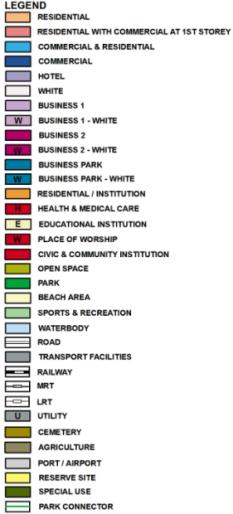 LEGEND
RESIDENTIAL
RESIDENTIAL WITH COMMERCIAL AT 1ST STOREY
COMMERCIAL & RESIDENTIAL
COMMERCIAL
HOTEL
WHITE
BUSINESS 1
W BUSINESS 1 - WHITE
BUSINESS 2
W BUSINESS 2 - WHITE
BUSINESS PARK
W BUSINESS PARK - WHITE
RESIDENTIAL / INSTITUTION
H HEALTH & MEDICAL CARE
E EDUCATIONAL INSTITUTION
W PLACE OF WORSHIP
CIVIC & COMMUNITY INSTITUTION
OPEN SPACE
PARK
BEACH AREA
SPORTS & RECREATION
WATERBODY
ROAD
TRANSPORT FACILITIES
RAILWAY
MRT
LRT
U UTILITY
CEMETERY
AGRICULTURE
PORT / AIRPORT
RESERVE SITE
SPECIAL USE
PARK CONNECTOR